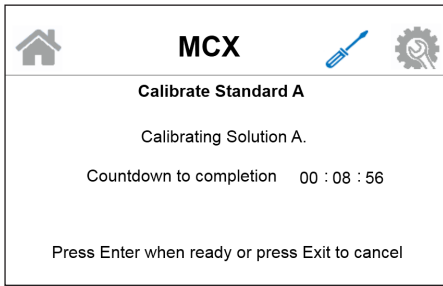 MCX
Calibrate Standard A
Calibrating Solution A.
Countdown to completion 00 : 08 : 56
Press Enter when ready or press Exit to cancel